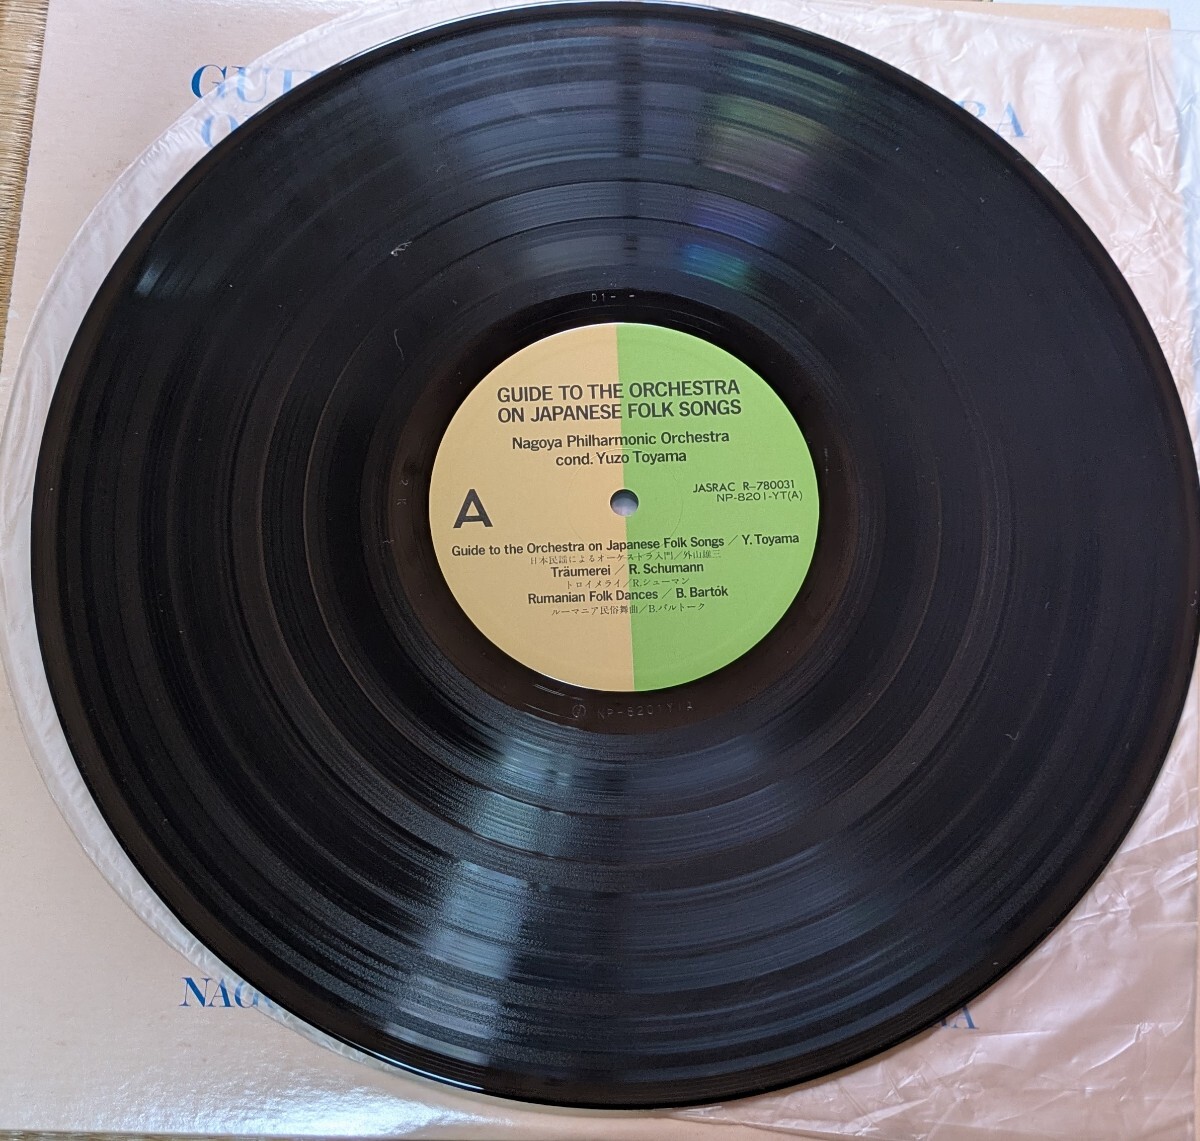 D1- -
GUIDE TO THE ORCHESTRA
ON JAPANESE FOLK SONGS
Nagoya Philharmonic Orchestra
cond. Yuzo Toyama
JASRAC R-780031
NP-8201-YT(A)
A
Guide to the Orchestra on Japanese Folk Songs / Y. Toyama
日本民謡によるオーケストラ入門/外山雄三
Träumerei / R. Schumann
トロイメライ/R.シューマン
Rumanian Folk Dances / B. Bartók
ルーマニア民俗舞曲/B.バルトーク